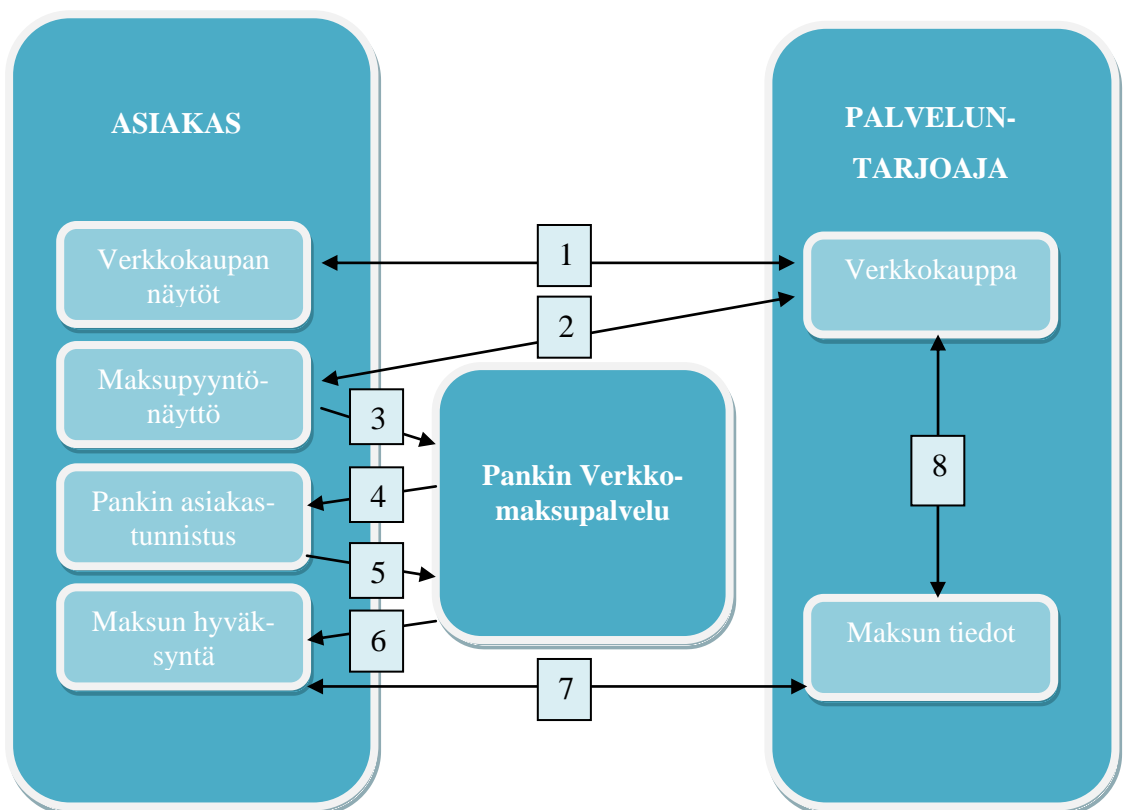 ASIAKAS
Verkkokaupan
näytöt
Maksupyyntö-
näyttö
Pankin asiakas-
tunnistus
Maksun hyväk-
syntä
1
2
3
4
5
6
7
Pankin Verkko-
maksupalvelu
PALVELUN-
TARJOAJA
Verkkokauppa
8
Maksun tiedot